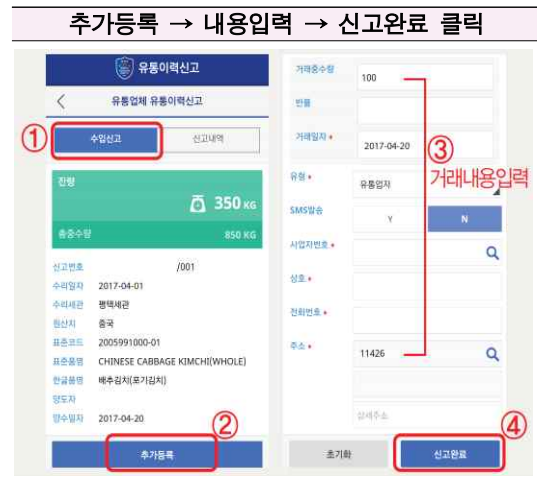 추가등록 → 내용입력 → 신고완료 클릭
유통이력신고
유통업체 유통이력신고
①
수입신고
신고내역
잔량
350 KG
총중수량
850 KG
신고번호 /001
수리일자 2017-04-01
수리세관 평택세관
원산지 중국
표준코드 2005991000-01
표준품명 CHINESE CABBAGE KIMCHI(WHOLE)
한글품명 배추김치(포기김치)
양도자
양수일자 2017-04-20
②
추가등록
거래중수량 100
반품
거래일자 * 2017-04-20
③
거래내용입력
유형 * 유통업자
SMS발송 Y N
사업자번호 *
상호 *
전화번호 *
주소 * 11426
상세주소
④
초기화
신고완료